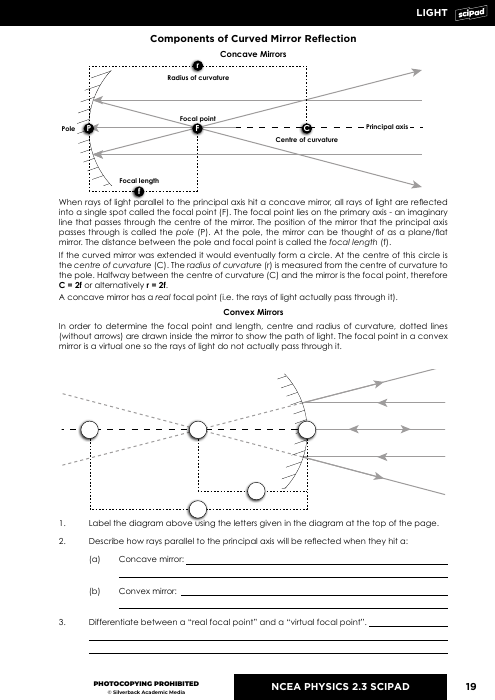 LIGHT scipad
Components of Curved Mirror Reflection
Concave Mirrors
r
Radius of curvature
Focal point
Pole P F C Principal axis
Centre of curvature
Focal length
f
When rays of light parallel to the principal axis hit a concave mirror, all rays of light are reflected
into a single spot called the focal point (F). The focal point lies on the primary axis - an imaginary
line that passes through the centre of the mirror. The position of the mirror that the principal axis
passes through is called the pole (P). At the pole, the mirror can be thought of as a plane/flat
mirror. The distance between the pole and focal point is called the focal length (f).
If the curved mirror was extended it would eventually form a circle. At the centre of this circle is
the centre of curvature (C). The radius of curvature (r) is measured from the centre of curvature to
the pole. Halfway between the centre of curvature (C) and the mirror is the focal point, therefore
C = 2f or alternatively r = 2f.
A concave mirror has a real focal point (i.e. the rays of light actually pass through it).
Convex Mirrors
In order to determine the focal point and length, centre and radius of curvature, dotted lines
(without arrows) are drawn inside the mirror to show the path of light. The focal point in a convex
mirror is a virtual one so the rays of light do not actually pass through it.
1. Label the diagram above using the letters given in the diagram at the top of the page.
2. Describe how rays parallel to the principal axis will be reflected when they hit a:
(a) Concave mirror:
(b) Convex mirror:
3. Differentiate between a "real focal point" and a "virtual focal point".
PHOTOCOPYING PROHIBITED
© Silverback Academic Media
NCEA PHYSICS 2.3 SCIPAD
19